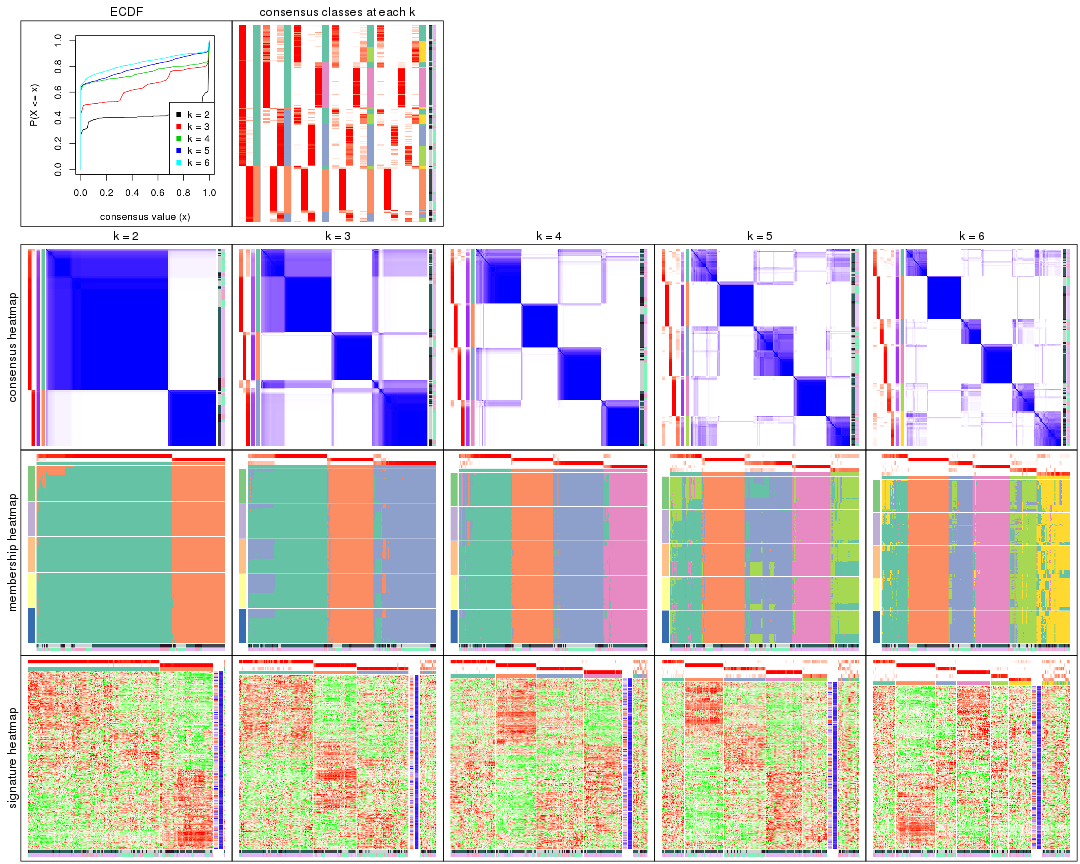 ECDF
consensus classes at each k
P(X <= x)
0.0
0.2
0.4
0.6
0.8
1.0
k = 2
k = 3
k = 4
k = 5
k = 6
0.0 0.2 0.4 0.6 0.8 1.0
consensus value (x)
k = 2
k = 3
k = 4
k = 5
k = 6
consensus heatmap
membership heatmap
signature heatmap